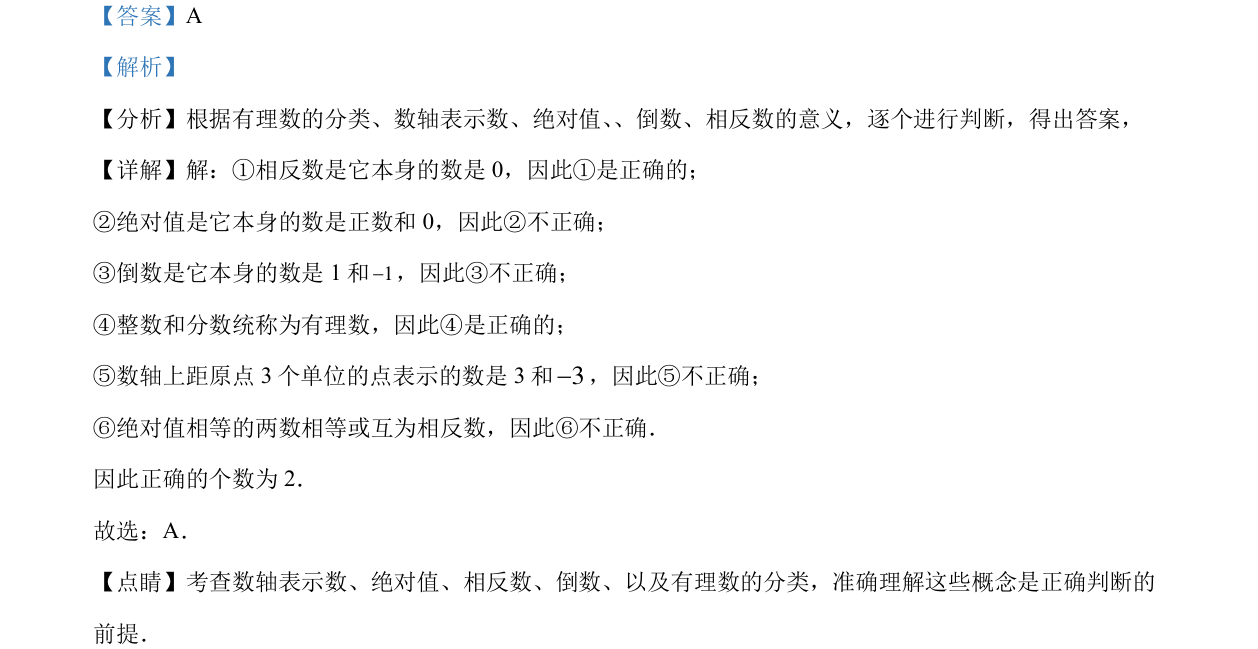 【答案】A
【解析】
【分析】根据有理数的分类、数轴表示数、绝对值、、倒数、相反数的意义，逐个进行判断，得出答案，
【详解】解：①相反数是它本身的数是 0，因此①是正确的；
②绝对值是它本身的数是正数和 0，因此②不正确；
③倒数是它本身的数是 1 和−1，因此③不正确；
④整数和分数统称为有理数，因此④是正确的；
⑤数轴上距原点 3 个单位的点表示的数是 3 和−3，因此⑤不正确；
⑥绝对值相等的两数相等或互为相反数，因此⑥不正确．
因此正确的个数为 2．
故选：A．
【点睛】考查数轴表示数、绝对值、相反数、倒数、以及有理数的分类，准确理解这些概念是正确判断的
前提．